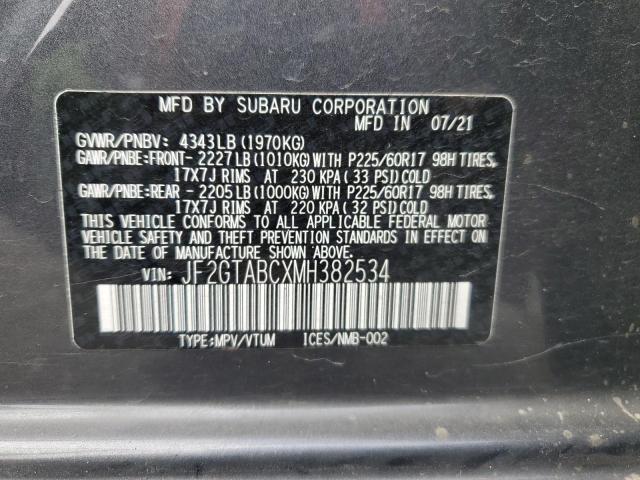 MFD BY SUBARU CORPORATION
MFD IN 07/21
GVWR/PNBV: 4343LB(1970KG)
GAWR/PNBE:FRONT- 2227LB(1010KG)WITH P225/60R17 98H TIRES,
17X7J RIMS AT 230 KPA(33 PSI)COLD
GAWR/PNBE:REAR - 2205LB(1000KG)WITH P225/60R17 98H TIRES,
17X7J RIMS AT 220 KPA(32 PSI)COLD
THIS VEHICLE CONFORMS TO ALL APPLICABLE FEDERAL MOTOR
VEHICLE SAFETY AND THEFT PREVENTION STANDARDS IN EFFECT ON
THE DATE OF MANUFACTURE SHOWN ABOVE.
VIN: JF2GTABCXMH382534
TYPE:MPV/VTUM ICES/NMB-002